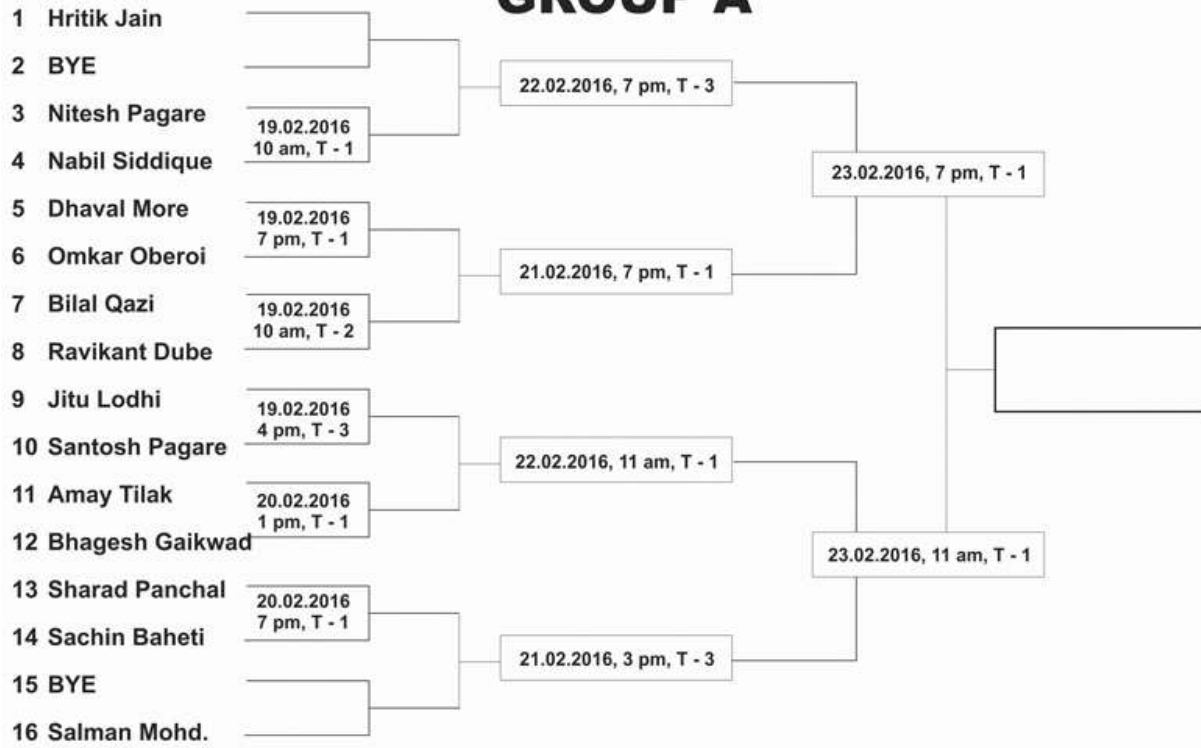 GROUP A
1 Hritik Jain
2 BYE
3 Nitesh Pagare
4 Nabil Siddique
5 Dhaval More
6 Omkar Oberoi
7 Bilal Qazi
8 Ravikant Dube
9 Jitu Lodhi
10 Santosh Pagare
11 Amay Tilak
12 Bhagesh Gaikwad
13 Sharad Panchal
14 Sachin Baheti
15 BYE
16 Salman Mohd.
19.02.2016
10 am, T - 1
19.02.2016
7 pm, T - 1
19.02.2016
10 am, T - 2
19.02.2016
4 pm, T - 3
20.02.2016
1 pm, T - 1
20.02.2016
7 pm, T - 1
22.02.2016, 7 pm, T - 3
21.02.2016, 7 pm, T - 1
22.02.2016, 11 am, T - 1
21.02.2016, 3 pm, T - 3
23.02.2016, 7 pm, T - 1
23.02.2016, 11 am, T - 1